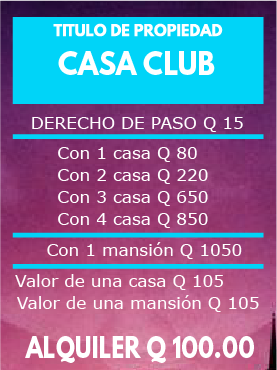 TITULO DE PROPIEDAD
CASA CLUB
DERECHO DE PASO Q 15
Con 1 casa Q 80
Con 2 casa Q 220
Con 3 casa Q 650
Con 4 casa Q 850
Con 1 mansión Q 1050
Valor de una casa Q 105
Valor de una mansión Q 105
ALQUILER Q 100.00